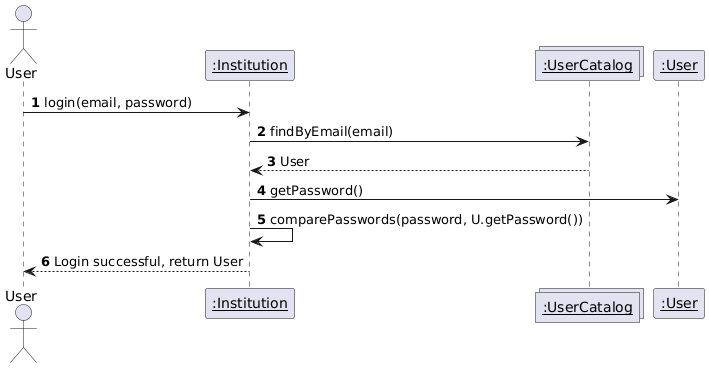 User
:Institution
:UserCatalog
:User
1 login(email, password)
2 findByEmail(email)
3 User
4 getPassword()
5 comparePasswords(password, U.getPassword())
6 Login successful, return User
User
:Institution
:UserCatalog
:User